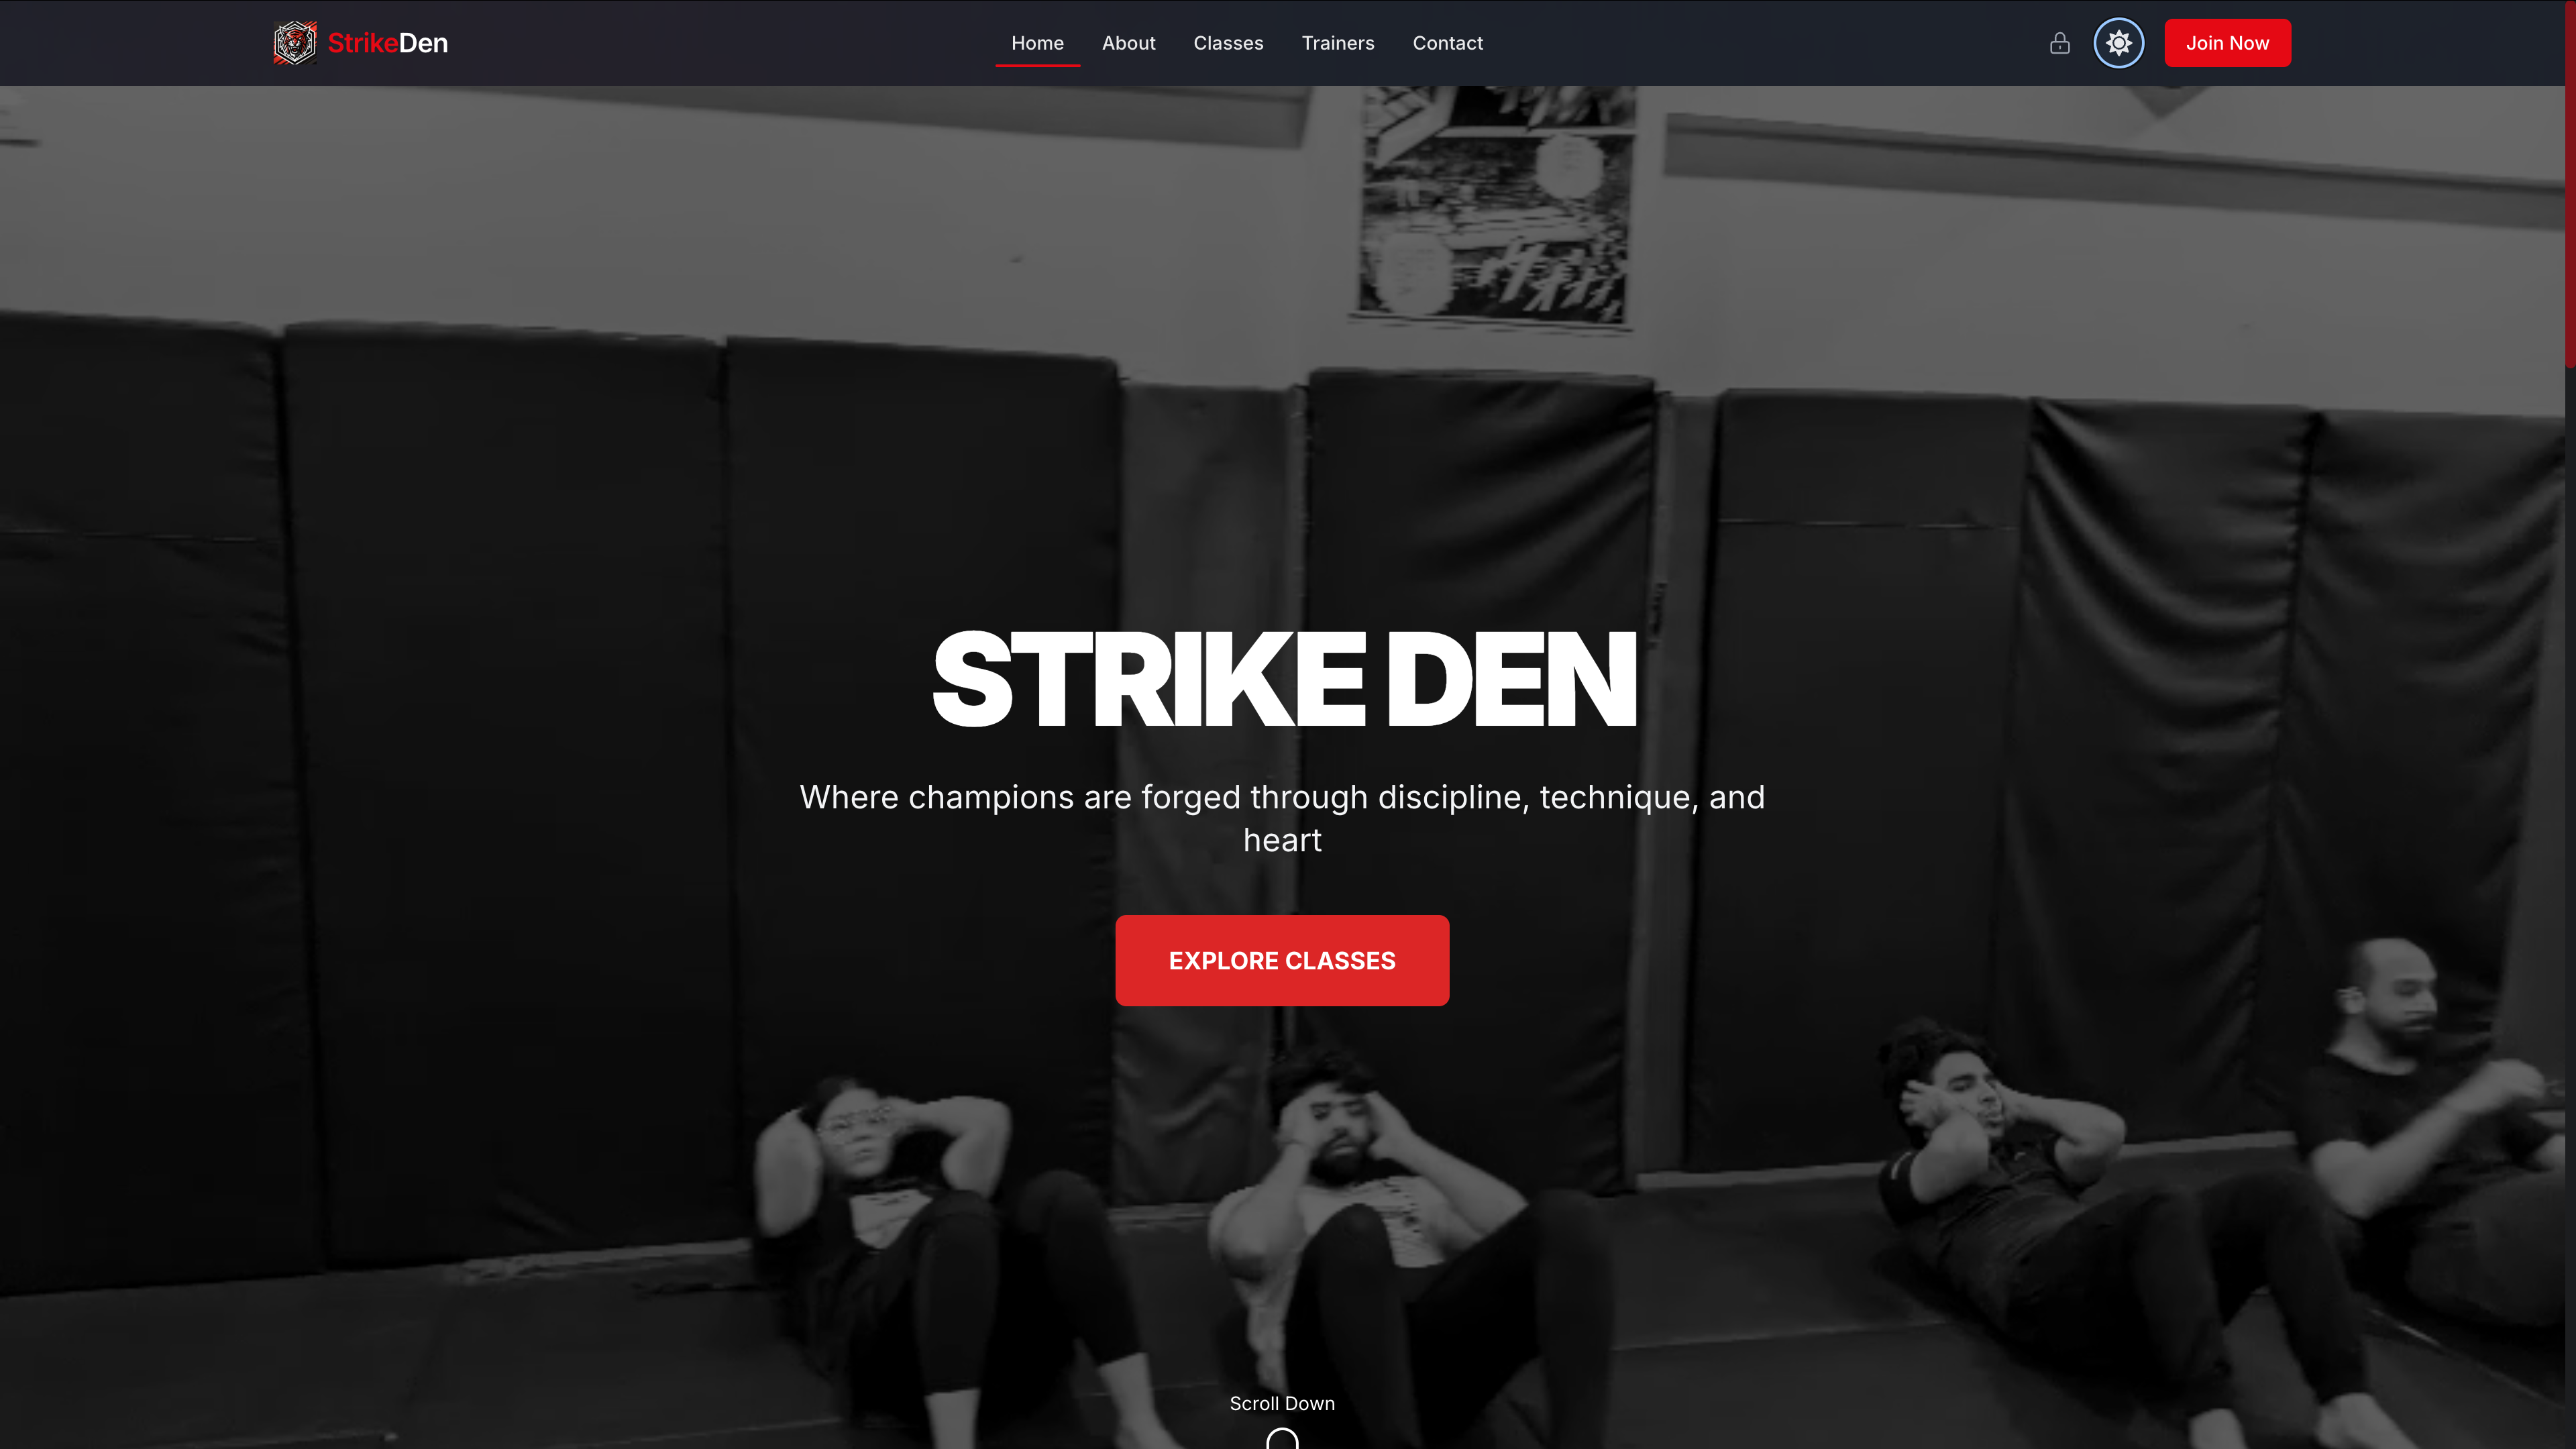 StrikeDen
Home
About
Classes
Trainers
Contact
Join Now
STRIKE DEN
Where champions are forged through discipline, technique, and
heart
EXPLORE CLASSES
Scroll Down